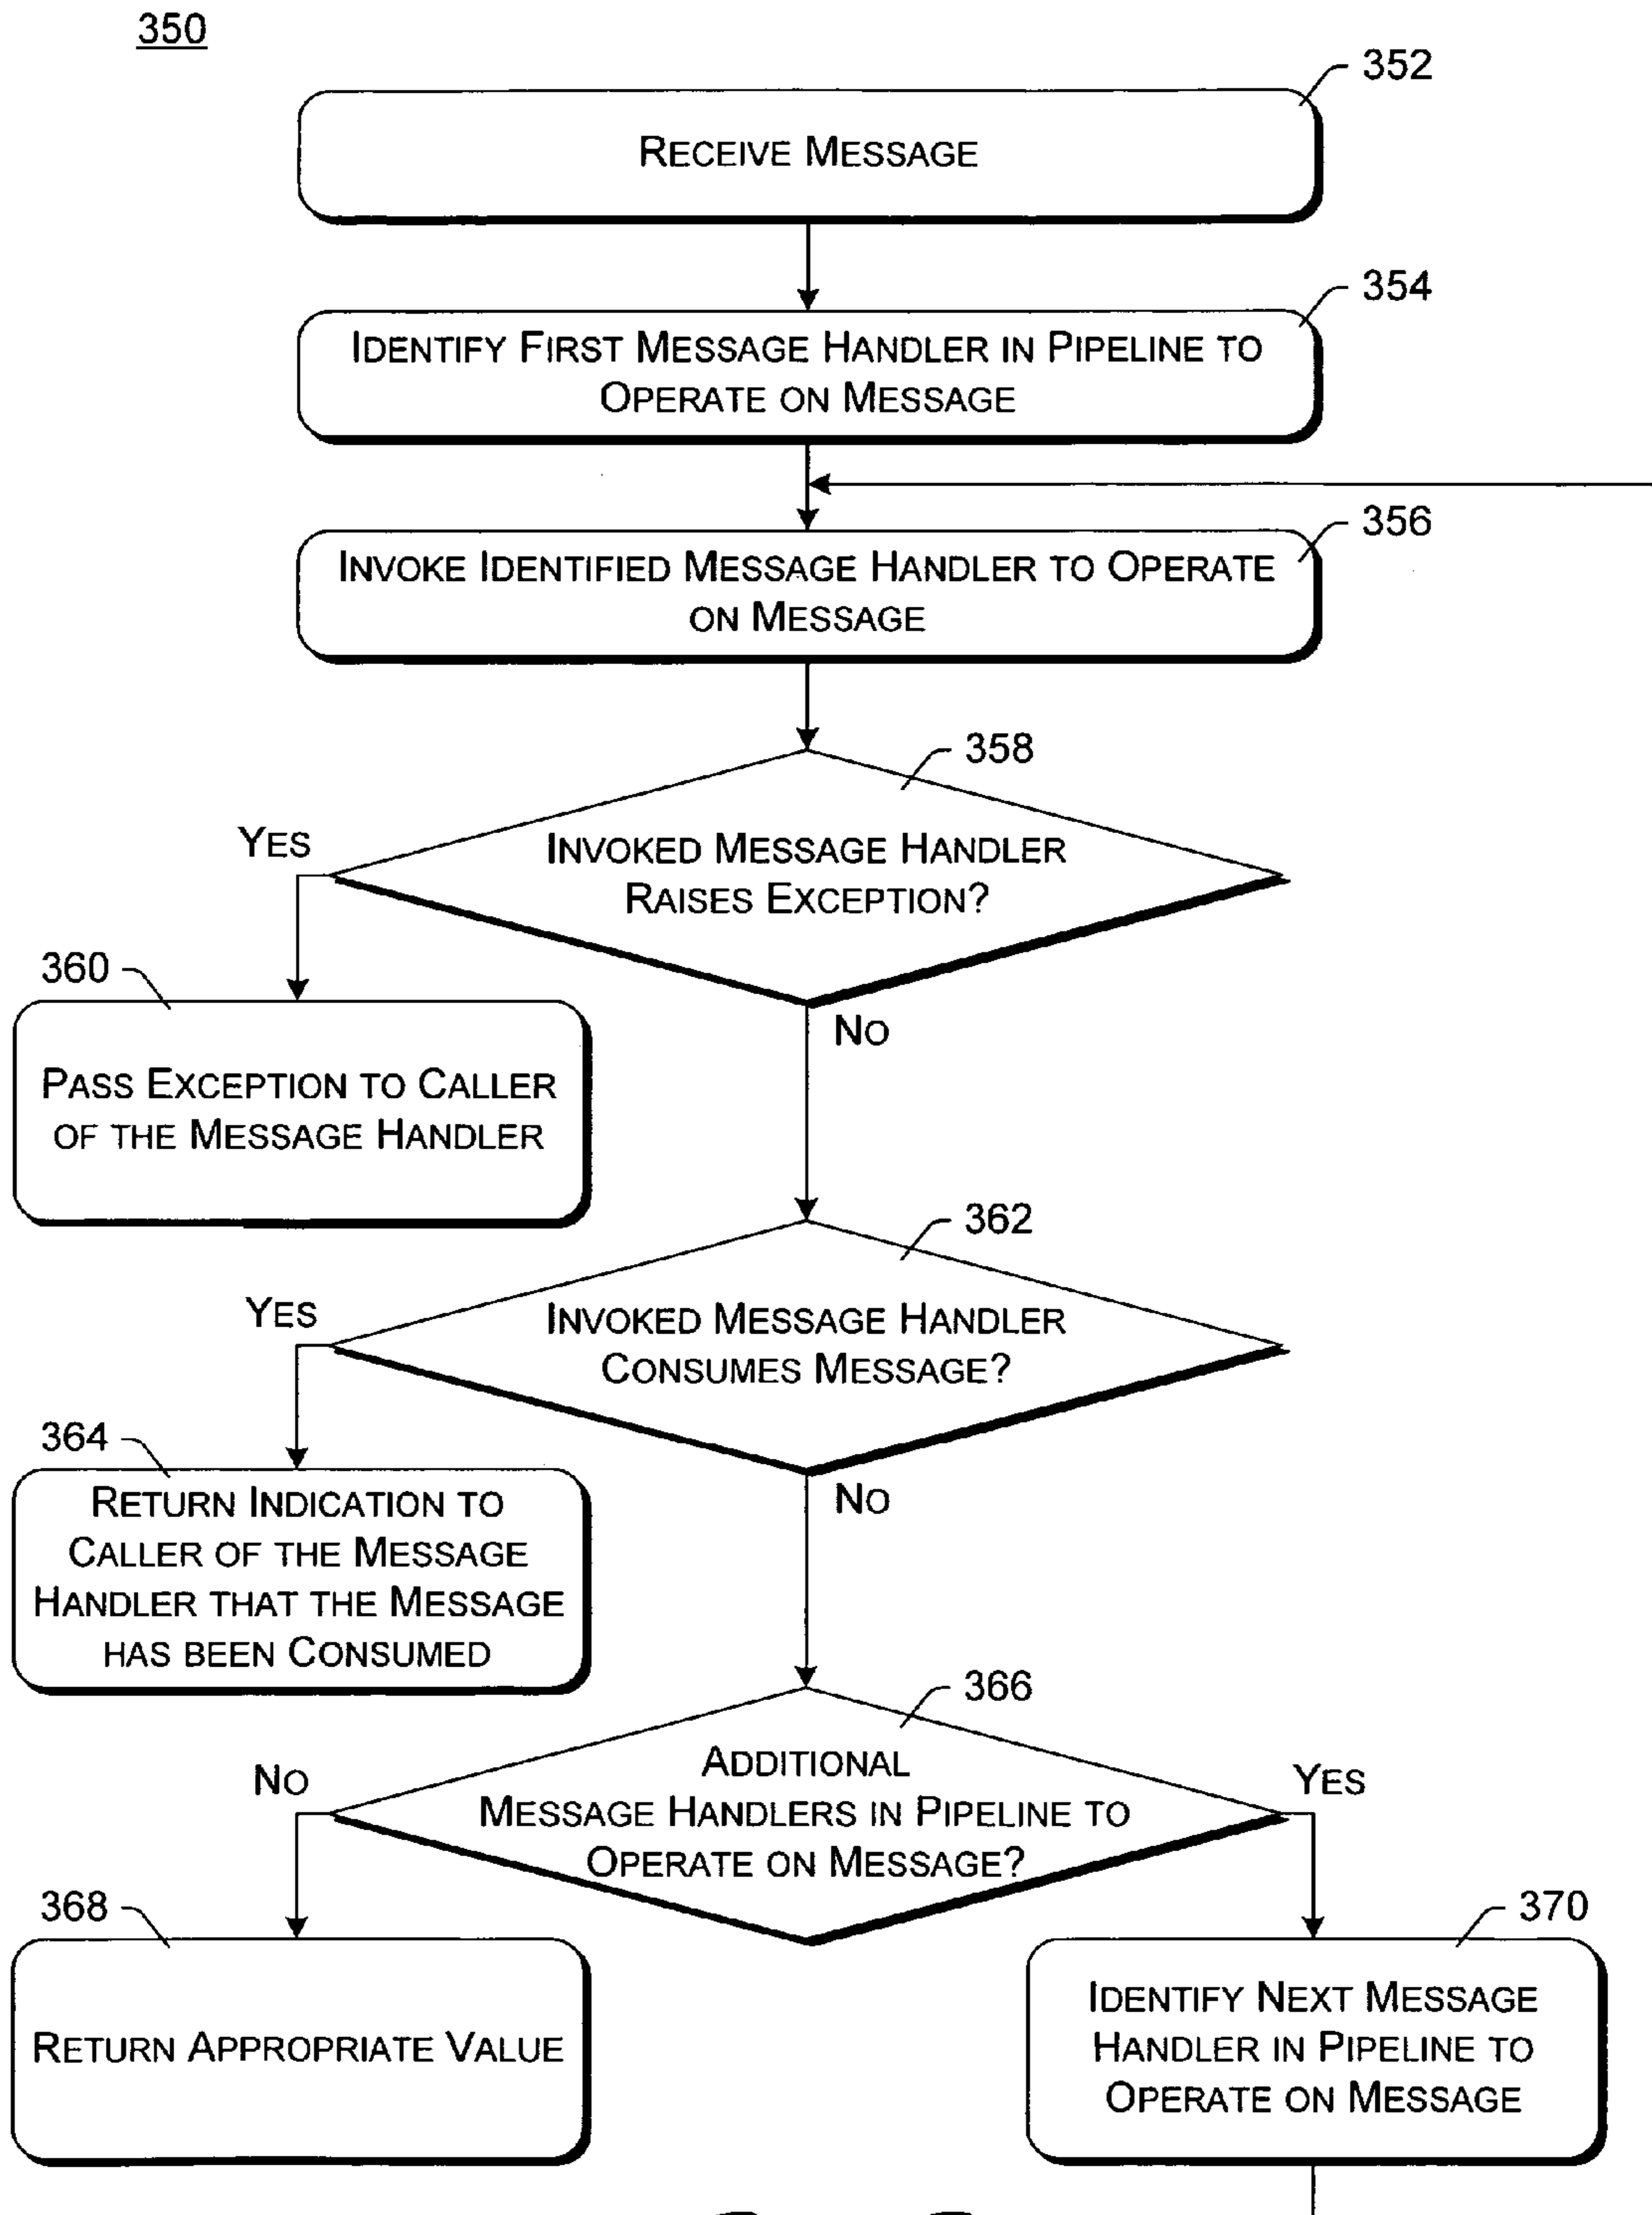 350
352
RECEIVE MESSAGE
354
IDENTIFY FIRST MESSAGE HANDLER IN PIPELINE TO
OPERATE ON MESSAGE
356
INVOKE IDENTIFIED MESSAGE HANDLER TO OPERATE
ON MESSAGE
358
INVOKED MESSAGE HANDLER
RAISES EXCEPTION?
YES
NO
360
PASS EXCEPTION TO CALLER
OF THE MESSAGE HANDLER
362
INVOKED MESSAGE HANDLER
CONSUMES MESSAGE?
YES
NO
364
RETURN INDICATION TO
CALLER OF THE MESSAGE
HANDLER THAT THE MESSAGE
HAS BEEN CONSUMED
366
ADDITIONAL
MESSAGE HANDLERS IN PIPELINE TO
OPERATE ON MESSAGE?
NO
YES
368
RETURN APPROPRIATE VALUE
370
IDENTIFY NEXT MESSAGE
HANDLER IN PIPELINE TO
OPERATE ON MESSAGE